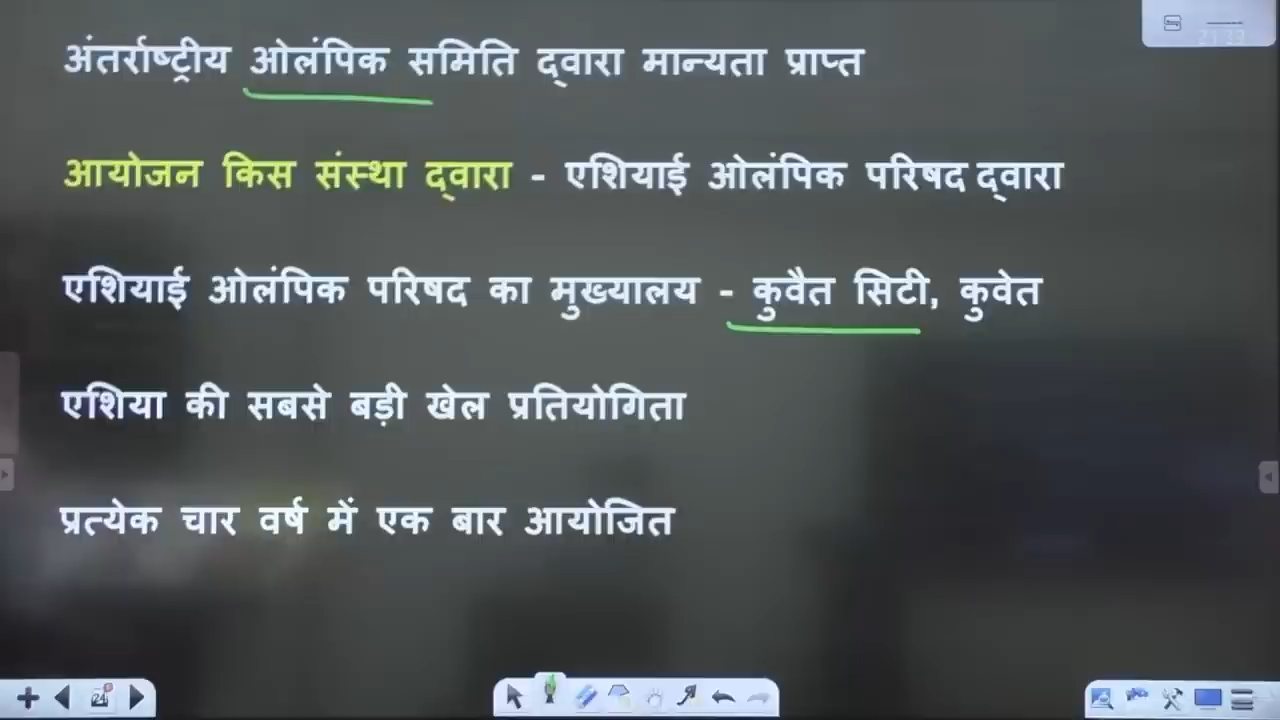 अंतर्राष्ट्रीय ओलंपिक समिति द्वारा मान्यता प्राप्त
आयोजन किस संस्था द्वारा - एशियाई ओलंपिक परिषद द्वारा
एशियाई ओलंपिक परिषद का मुख्यालय - कुवैत सिटी, कुवेत
एशिया की सबसे बड़ी खेल प्रतियोगिता
प्रत्येक चार वर्ष में एक बार आयोजित
24